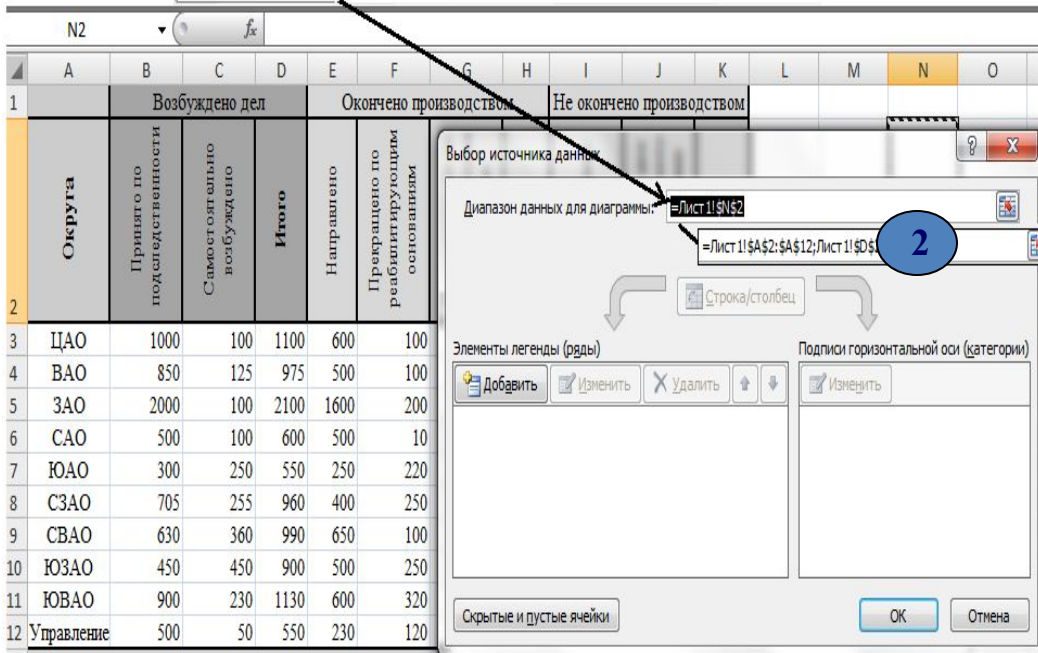 N2 fx
A B C D E F G H I J K L M N O
1 Возбуждено дел Окончено производством Не окончено производством
2 Округа Принято по подследственности Самостоятельно возбуждено Итого Направлено Прекращено по реабилитирующим основаниям
3 ЦАО 1000 100 1100 600 100
4 ВАО 850 125 975 500 100
5 ЗАО 2000 100 2100 1600 200
6 САО 500 100 600 500 10
7 ЮАО 300 250 550 250 220
8 СЗАО 705 255 960 400 250
9 СВАО 630 360 990 650 100
10 ЮЗАО 450 450 900 500 250
11 ЮВАО 900 230 1130 600 320
12 Управление 500 50 550 230 120
Выбор источника данных
Диапазон данных для диаграммы: =Лист1!$N$2
=Лист1!$A$2:$A$12;Лист1!$D$
2
Строка/столбец
Элементы легенды (ряды)
Добавить Изменить Удалить
Подписи горизонтальной оси (категории)
Изменить
Скрытые и пустые ячейки
ОК Отмена